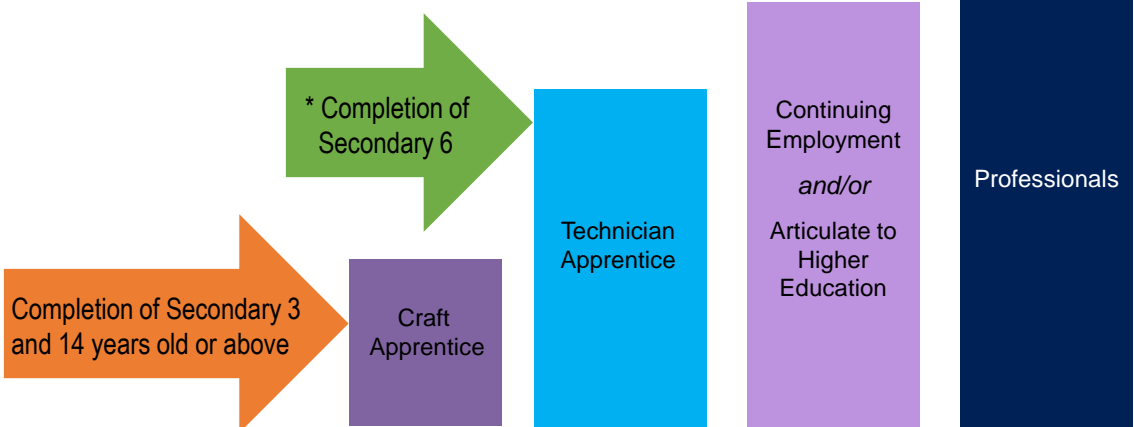 * Completion of
Secondary 6
Completion of Secondary 3
and 14 years old or above
Craft
Apprentice
Technician
Apprentice
Continuing
Employment
and/or
Articulate to
Higher
Education
Professionals